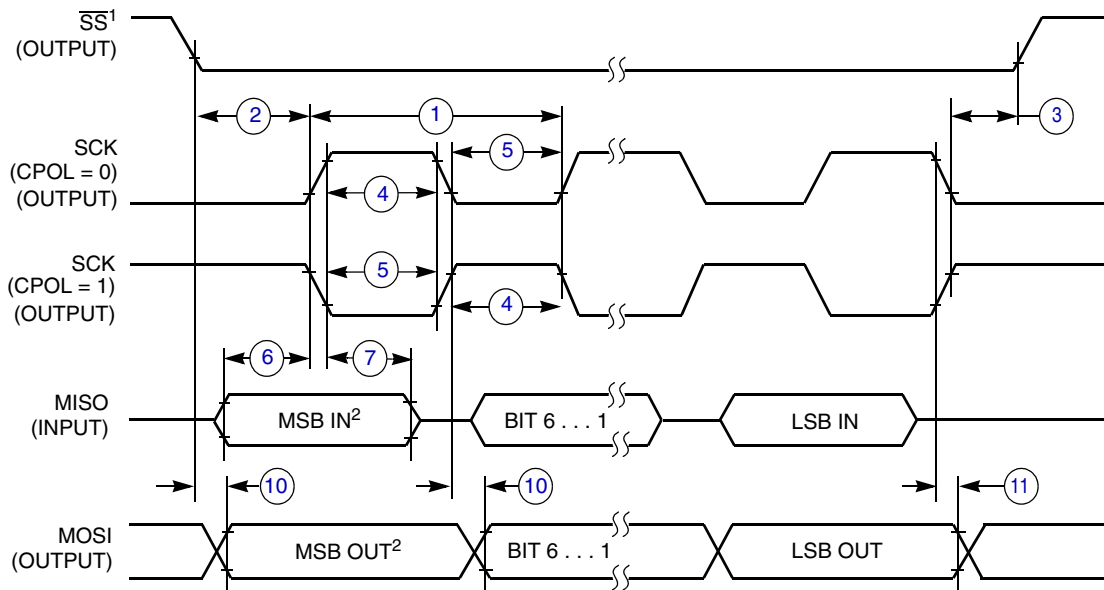 SS¹
(OUTPUT)
2
1
3
SCK
(CPOL = 0)
(OUTPUT)
5
4
SCK
(CPOL = 1)
(OUTPUT)
5
4
6
7
MISO
(INPUT)
MSB IN²
BIT 6 . . . 1
LSB IN
10
10
11
MOSI
(OUTPUT)
MSB OUT²
BIT 6 . . . 1
LSB OUT